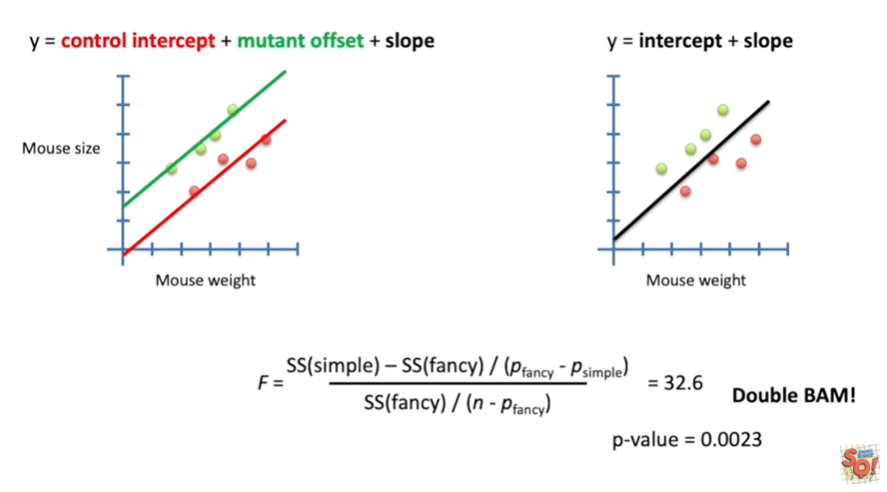 y = control intercept + mutant offset + slope
y = intercept + slope
Mouse size
Mouse weight
Mouse weight
F = SS(simple) – SS(fancy) / (pfancy - psimple)
SS(fancy) / (n - pfancy)
= 32.6
Double BAM!
p-value = 0.0023
SQ!